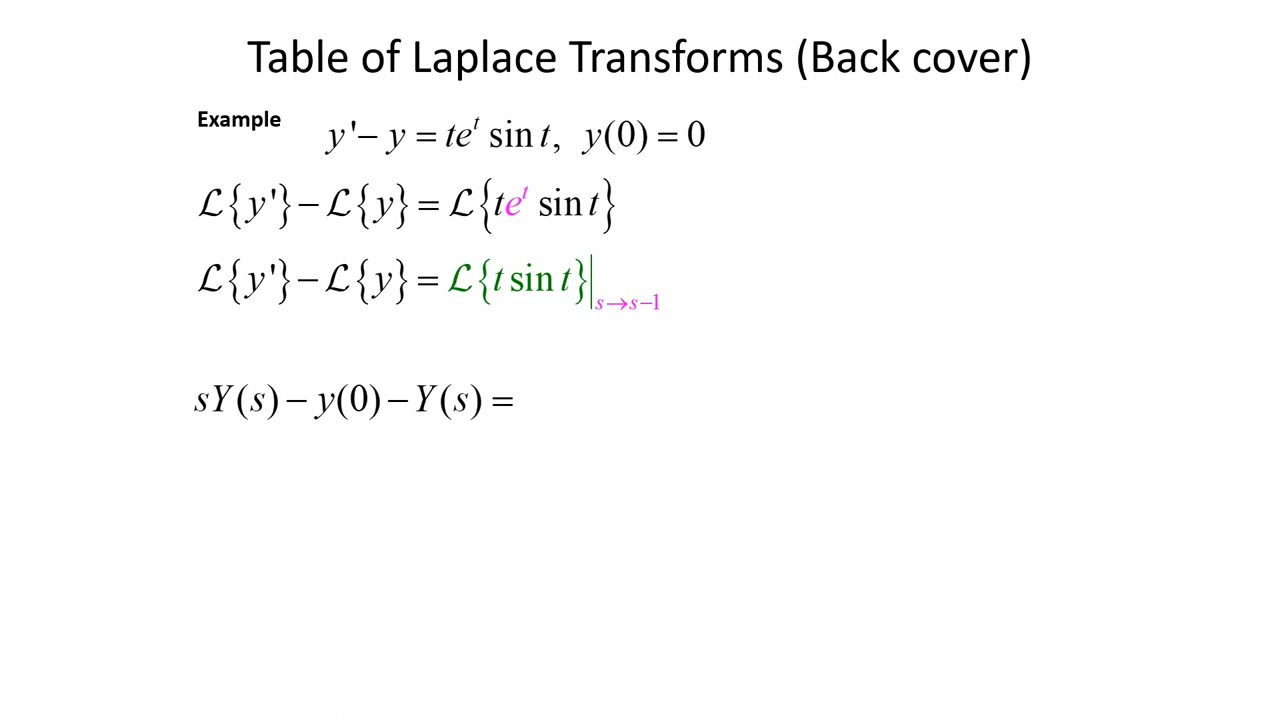 Table of Laplace Transforms (Back cover)
Example
y' − y = te^t sin t, y(0) = 0
ℒ{y'} − ℒ{y} = ℒ{te^t sin t}
ℒ{y'} − ℒ{y} = ℒ{t sin t}|_{s→s−1}
sY(s) − y(0) − Y(s) =